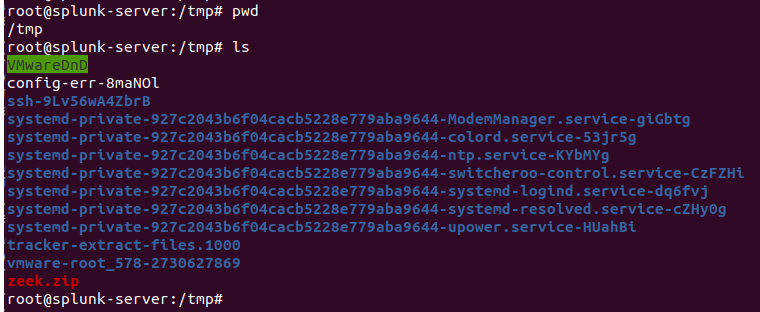 root@splunk-server:/tmp# pwd
/tmp
root@splunk-server:/tmp# ls
VMwareDnD
config-err-8maNOl
ssh-9Lv56wA4ZbrB
systemd-private-927c2043b6f04cacb5228e779aba9644-ModemManager.service-giGbtg
systemd-private-927c2043b6f04cacb5228e779aba9644-colord.service-53jr5g
systemd-private-927c2043b6f04cacb5228e779aba9644-ntp.service-KYbMYg
systemd-private-927c2043b6f04cacb5228e779aba9644-switcheroo-control.service-CzFZHi
systemd-private-927c2043b6f04cacb5228e779aba9644-systemd-logind.service-dq6fvj
systemd-private-927c2043b6f04cacb5228e779aba9644-systemd-resolved.service-cZHy0g
systemd-private-927c2043b6f04cacb5228e779aba9644-upower.service-HUahBi
tracker-extract-files.1000
vmware-root_578-2730627869
zeek.zip
root@splunk-server:/tmp#